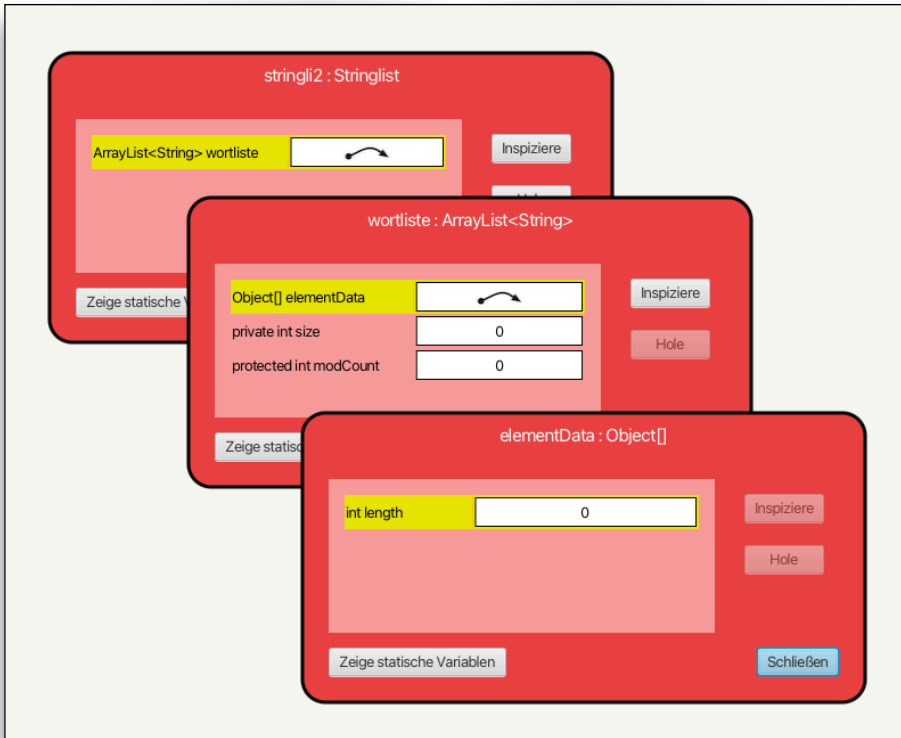 stringli2 : Stringlist
ArrayList<String> wortliste
Inspiziere
Zeige statische
wortliste : ArrayList<String>
Object[] elementData
Inspiziere
private int size 0
Hole
protected int modCount 0
Zeige
elementData : Object[]
int length 0
Inspiziere
Hole
Zeige statische Variablen
Schließen